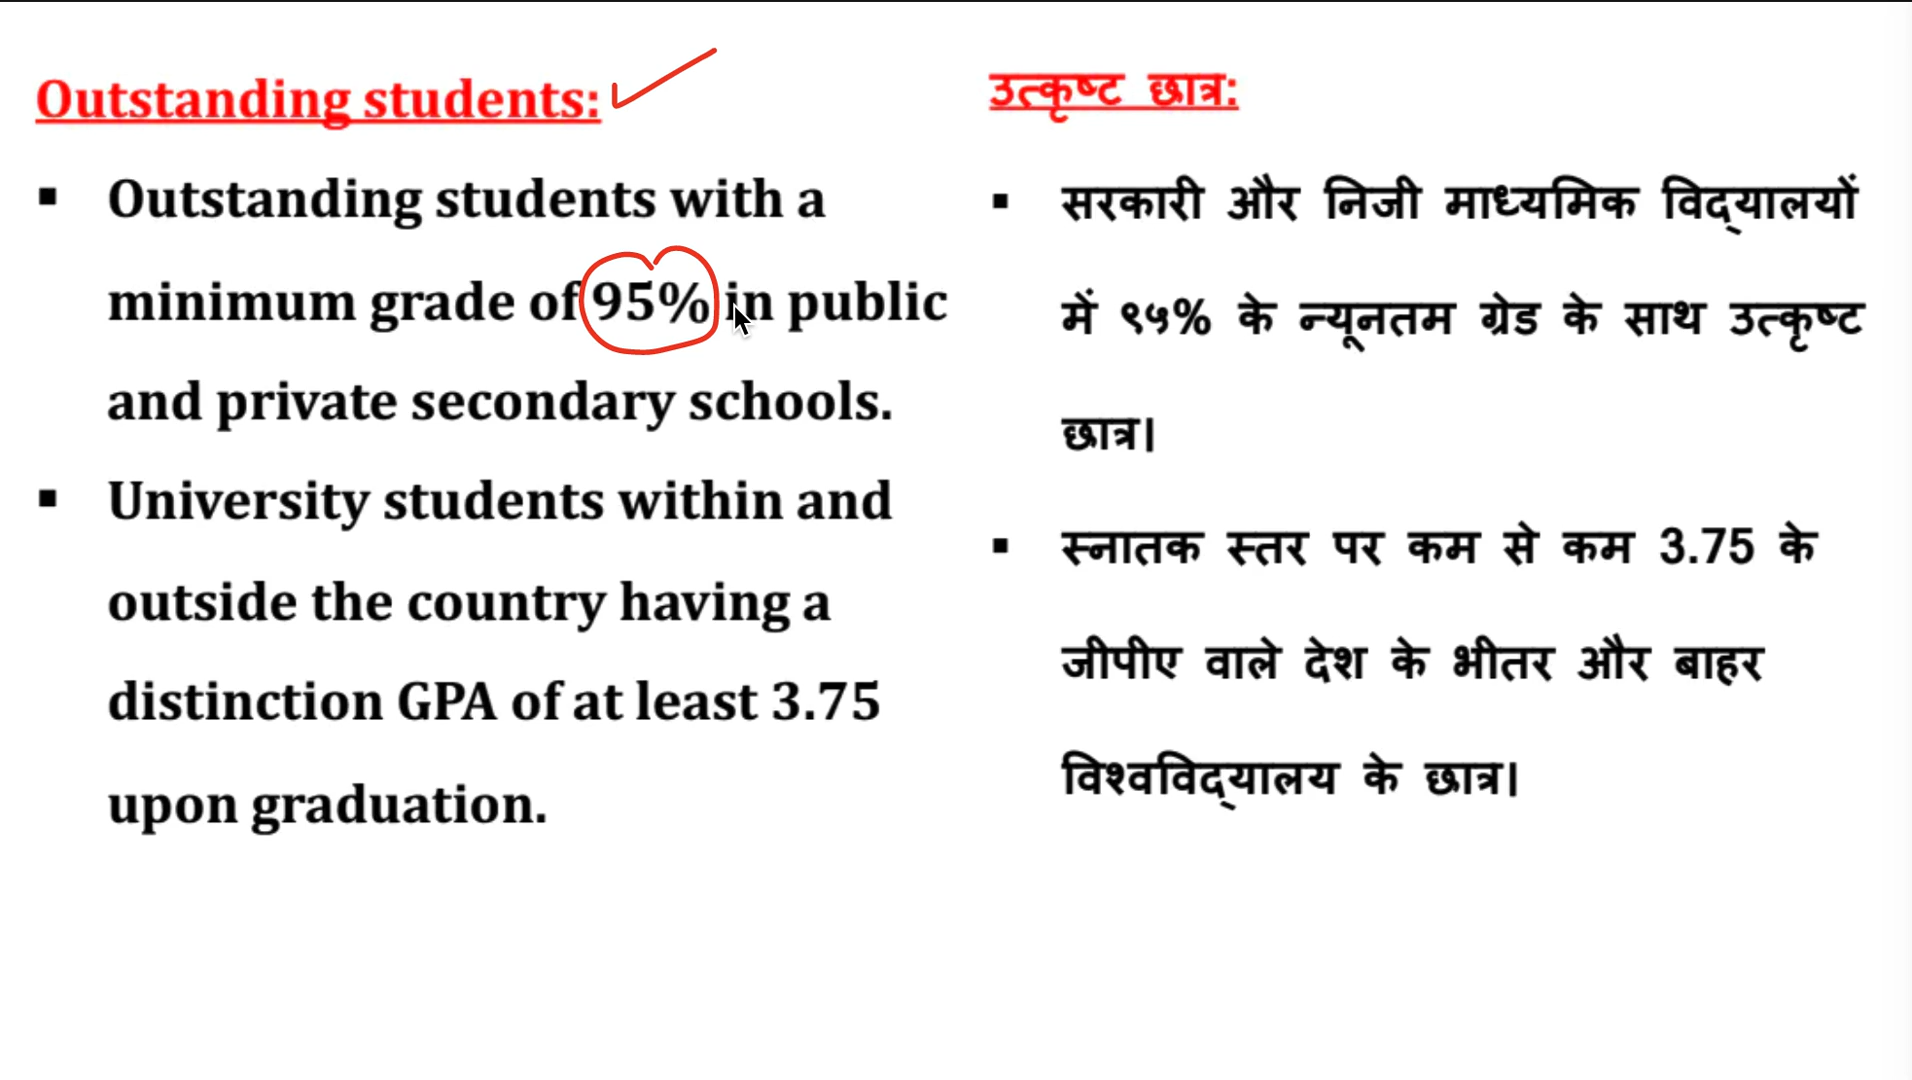 Outstanding students:
▪ Outstanding students with a
minimum grade of 95% in public
and private secondary schools.
▪ University students within and
outside the country having a
distinction GPA of at least 3.75
upon graduation.
उत्कृष्ट छात्र:
▪ सरकारी और निजी माध्यमिक विद्यालयों
में ९५% के न्यूनतम ग्रेड के साथ उत्कृष्ट
छात्र।
▪ स्नातक स्तर पर कम से कम 3.75 के
जीपीए वाले देश के भीतर और बाहर
विश्वविद्यालय के छात्र।